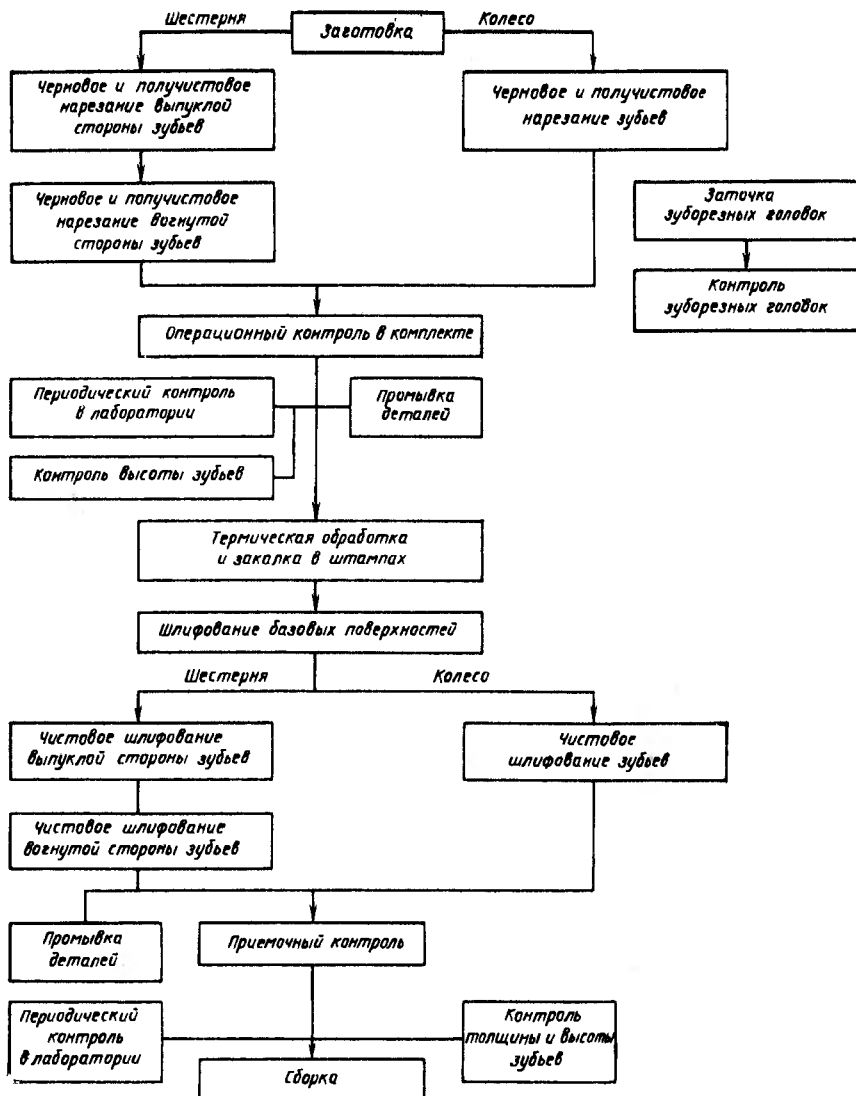 Шестерня
Заготовка
Колесо
Черновое и получистовое
нарезание выпуклой
стороны зубьев
Черновое и получистовое
нарезание зубьев
Черновое и получистовое
нарезание вогнутой
стороны зубьев
Заточка
зуборезных головок
Контроль
зуборезных головок
Операционный контроль в комплекте
Периодический контроль
в лаборатории
Промывка
деталей
Контроль высоты зубьев
Термическая обработка
и закалка в штампах
Шлифование базовых поверхностей
Шестерня
Колесо
Чистовое шлифование
выпуклой стороны зубьев
Чистовое
шлифование зубьев
Чистовое шлифование
вогнутой стороны зубьев
Промывка
деталей
Приемочный контроль
Периодический
контроль
в лаборатории
Контроль
толщины и высоты
зубьев
Сборка